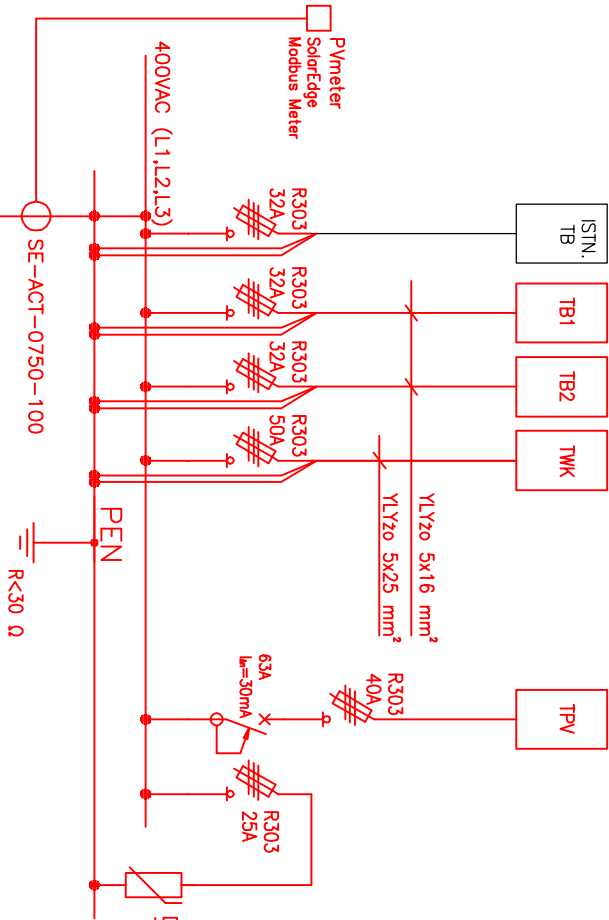 PVmeter
SolarEdge
Modbus Meter
400VAC (L1,L2,L3)
SE-ACT-0750-100
ISTN.
TB
R303
32A
TB1
R303
32A
TB2
R303
32A
TWK
R303
50A
YLYżo 5x16 mm²
YLYżo 5x25 mm²
PEN
R<30 Ω
TPV
R303
40A
63A
=30mA
R303
25A